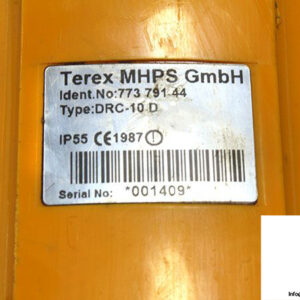 Terex MHPS GmbH
Ident.No:773 791 44
Type:DRC-10 D
IP55 CE1987
Serial No: *001409*